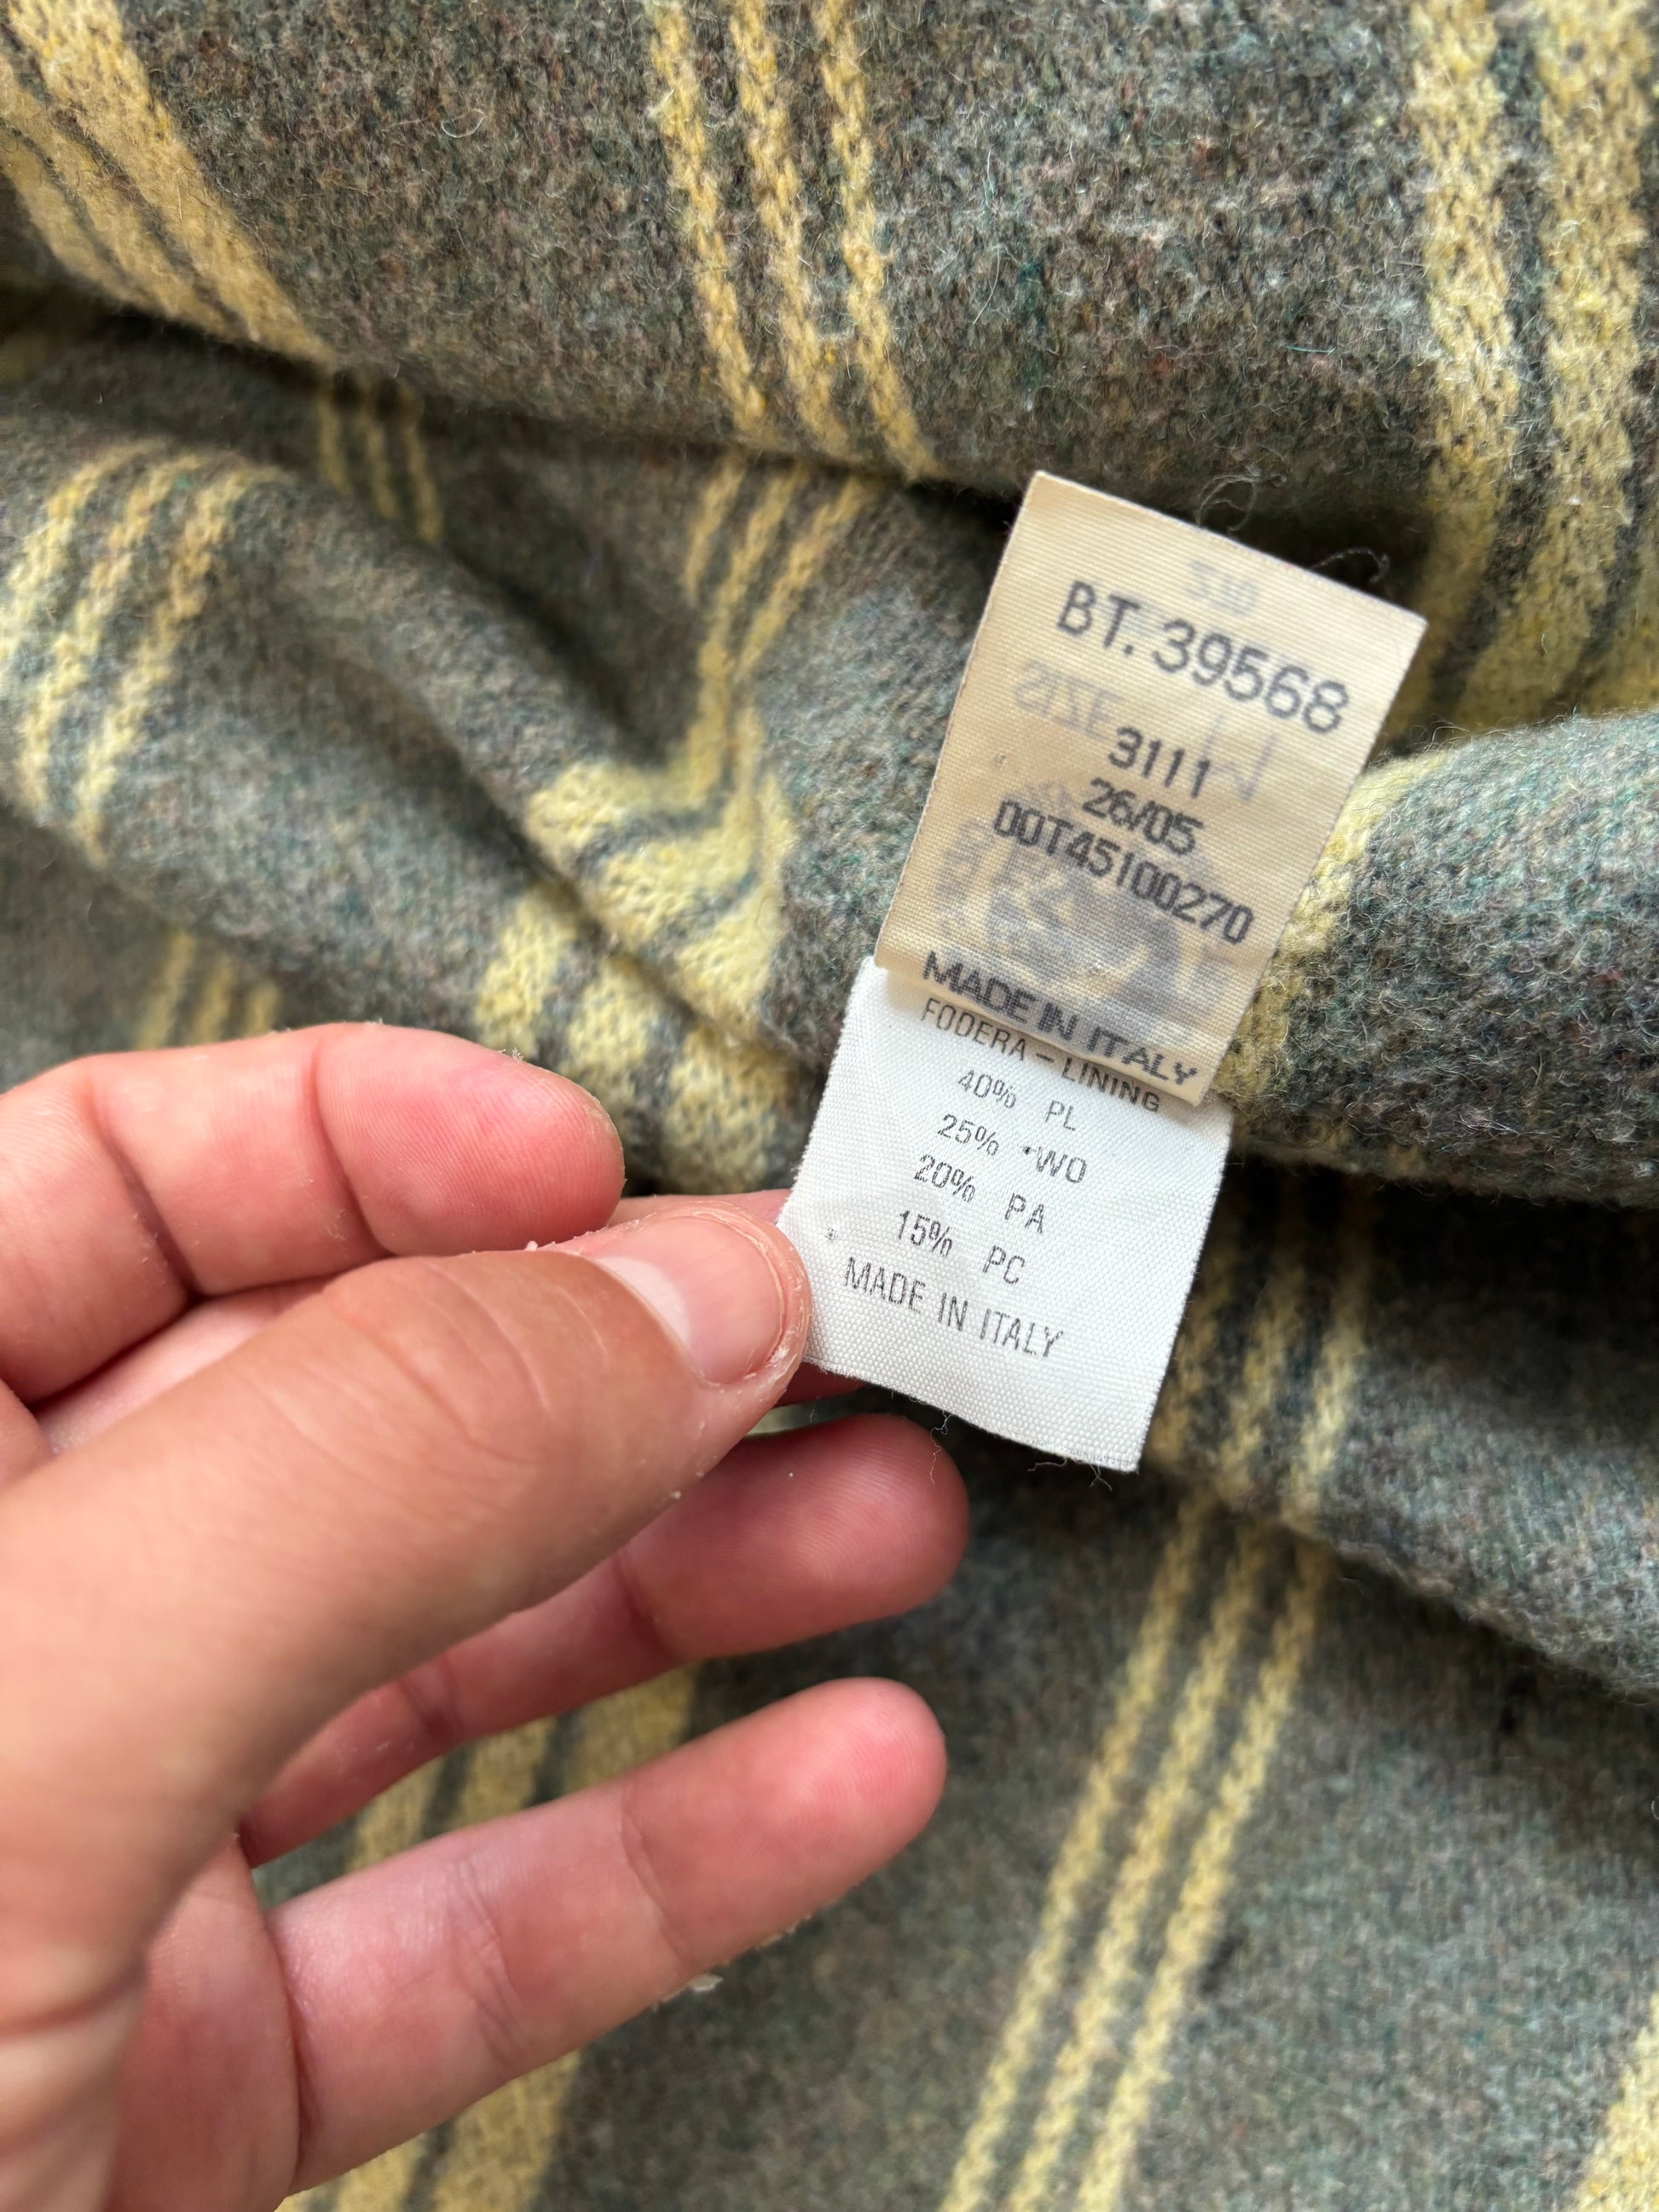 BT. 39568
SIZE
3111
26/05
00T45100270
MADE IN ITALY
FODERA - LINING
40% PL
25% WO
20% PA
15% PC
MADE IN ITALY